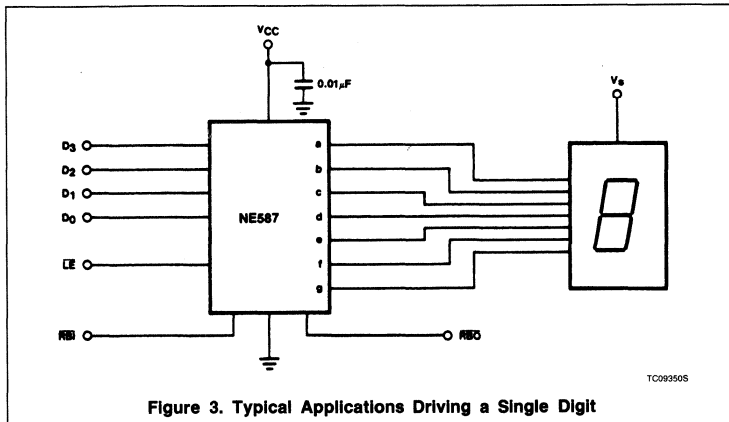 VCC
0.01μF
Vs
D3
D2
D1
D0
LE
RBI
NE587
a
b
c
d
e
f
g
RBO
TC09350S
Figure 3. Typical Applications Driving a Single Digit